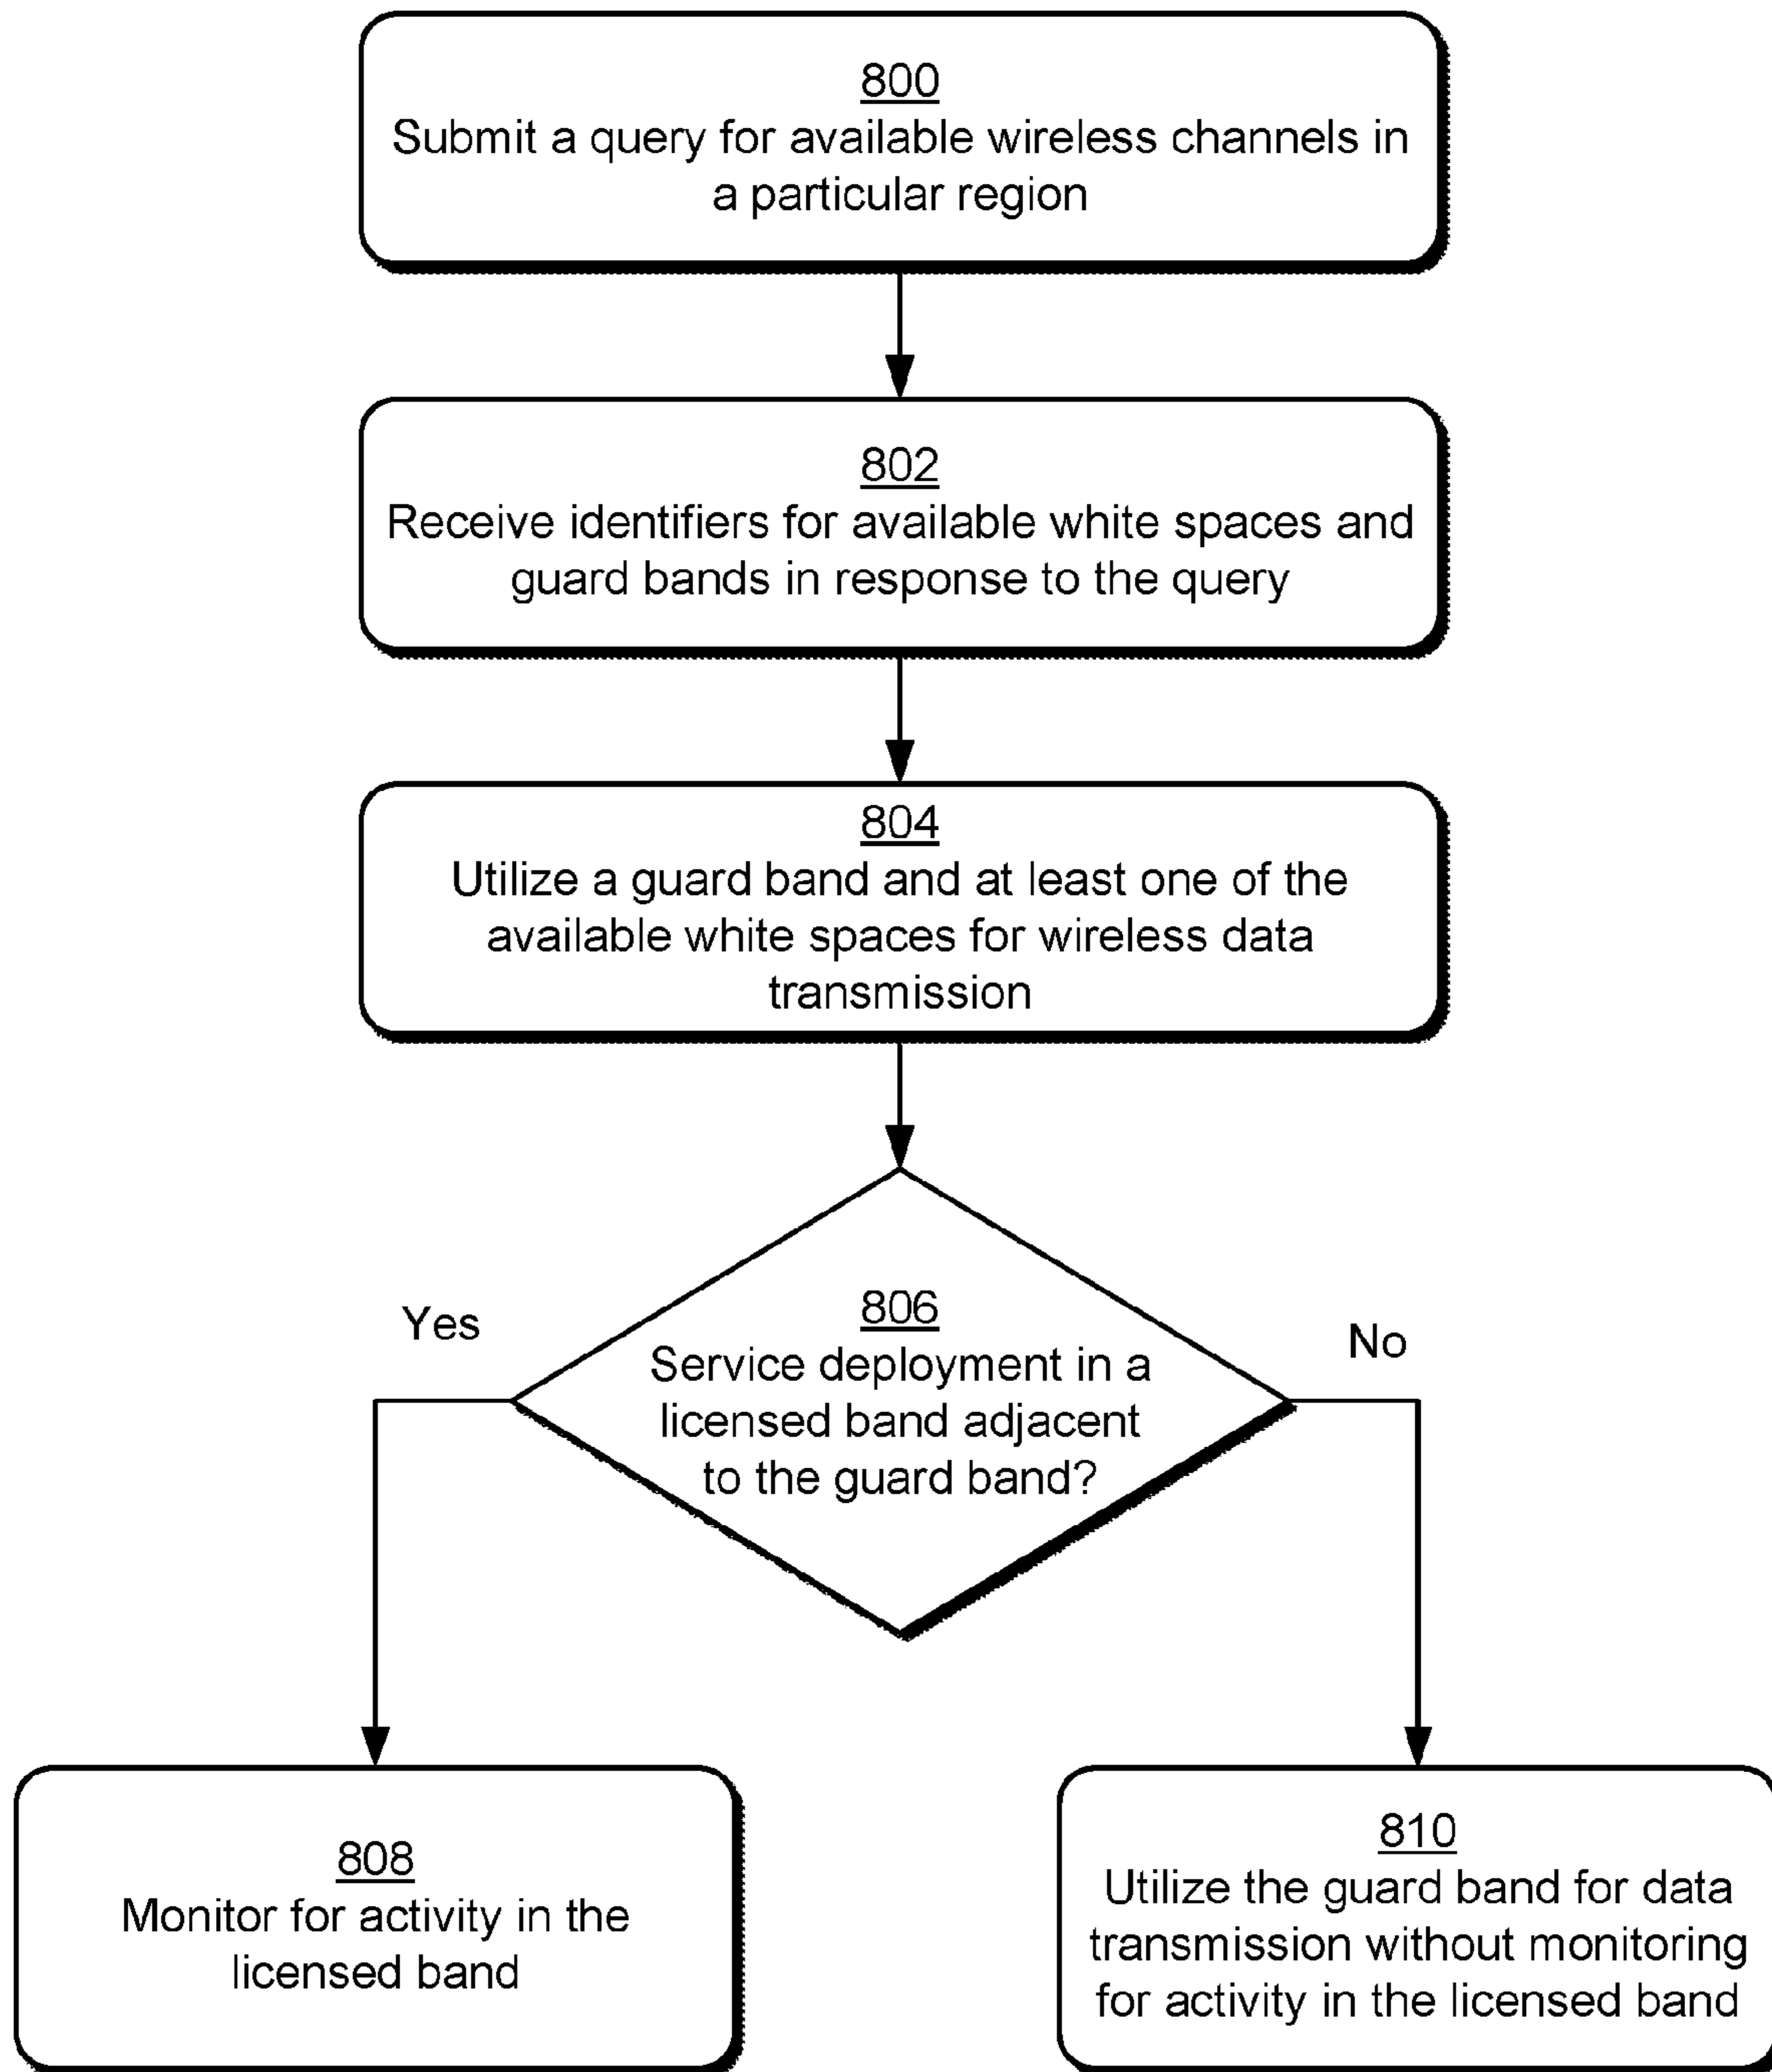 800
Submit a query for available wireless channels in
a particular region
802
Receive identifiers for available white spaces and
guard bands in response to the query
804
Utilize a guard band and at least one of the
available white spaces for wireless data
transmission
806
Service deployment in a
licensed band adjacent
to the guard band?
Yes
No
808
Monitor for activity in the
licensed band
810
Utilize the guard band for data
transmission without monitoring
for activity in the licensed band